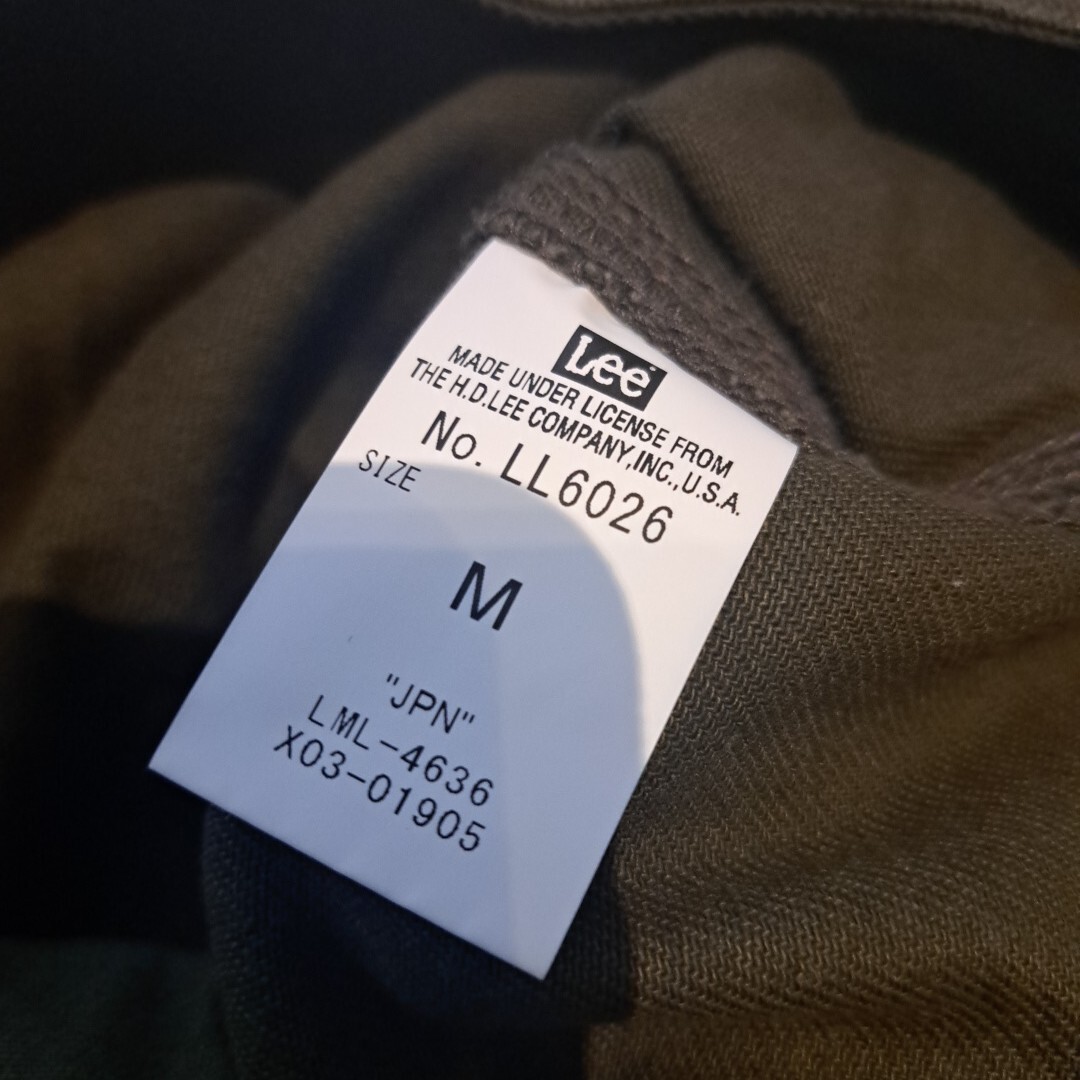 Lee
MADE UNDER LICENSE FROM
THE H.D.LEE COMPANY,INC.,U.S.A.
No. LL6026
SIZE
M
"JPN"
LML-4636
X03-01905